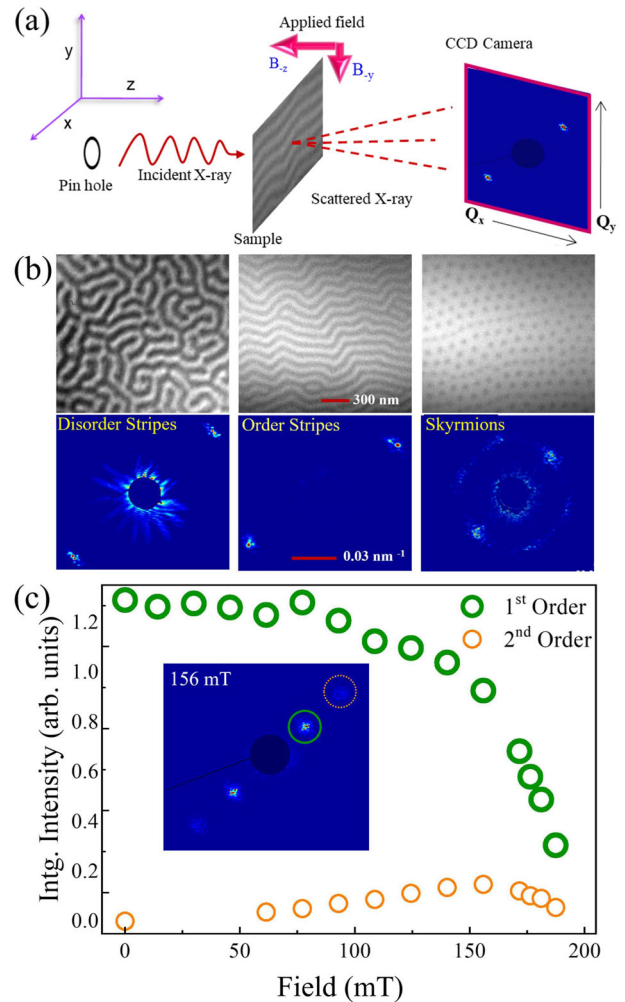 (a)
Applied field
CCD Camera
y
B-z
B-y
z
x
Pin hole
Incident X-ray
Scattered X-ray
Sample
Qx
Qy
(b)
300 nm
Disorder Stripes
Order Stripes
Skyrmions
0.03 nm⁻¹
(c)
1st Order
2nd Order
156 mT
Intg. Intensity (arb. units)
1.2
0.8
0.6
0.4
0.2
0.0
0
50
100
150
200
Field (mT)